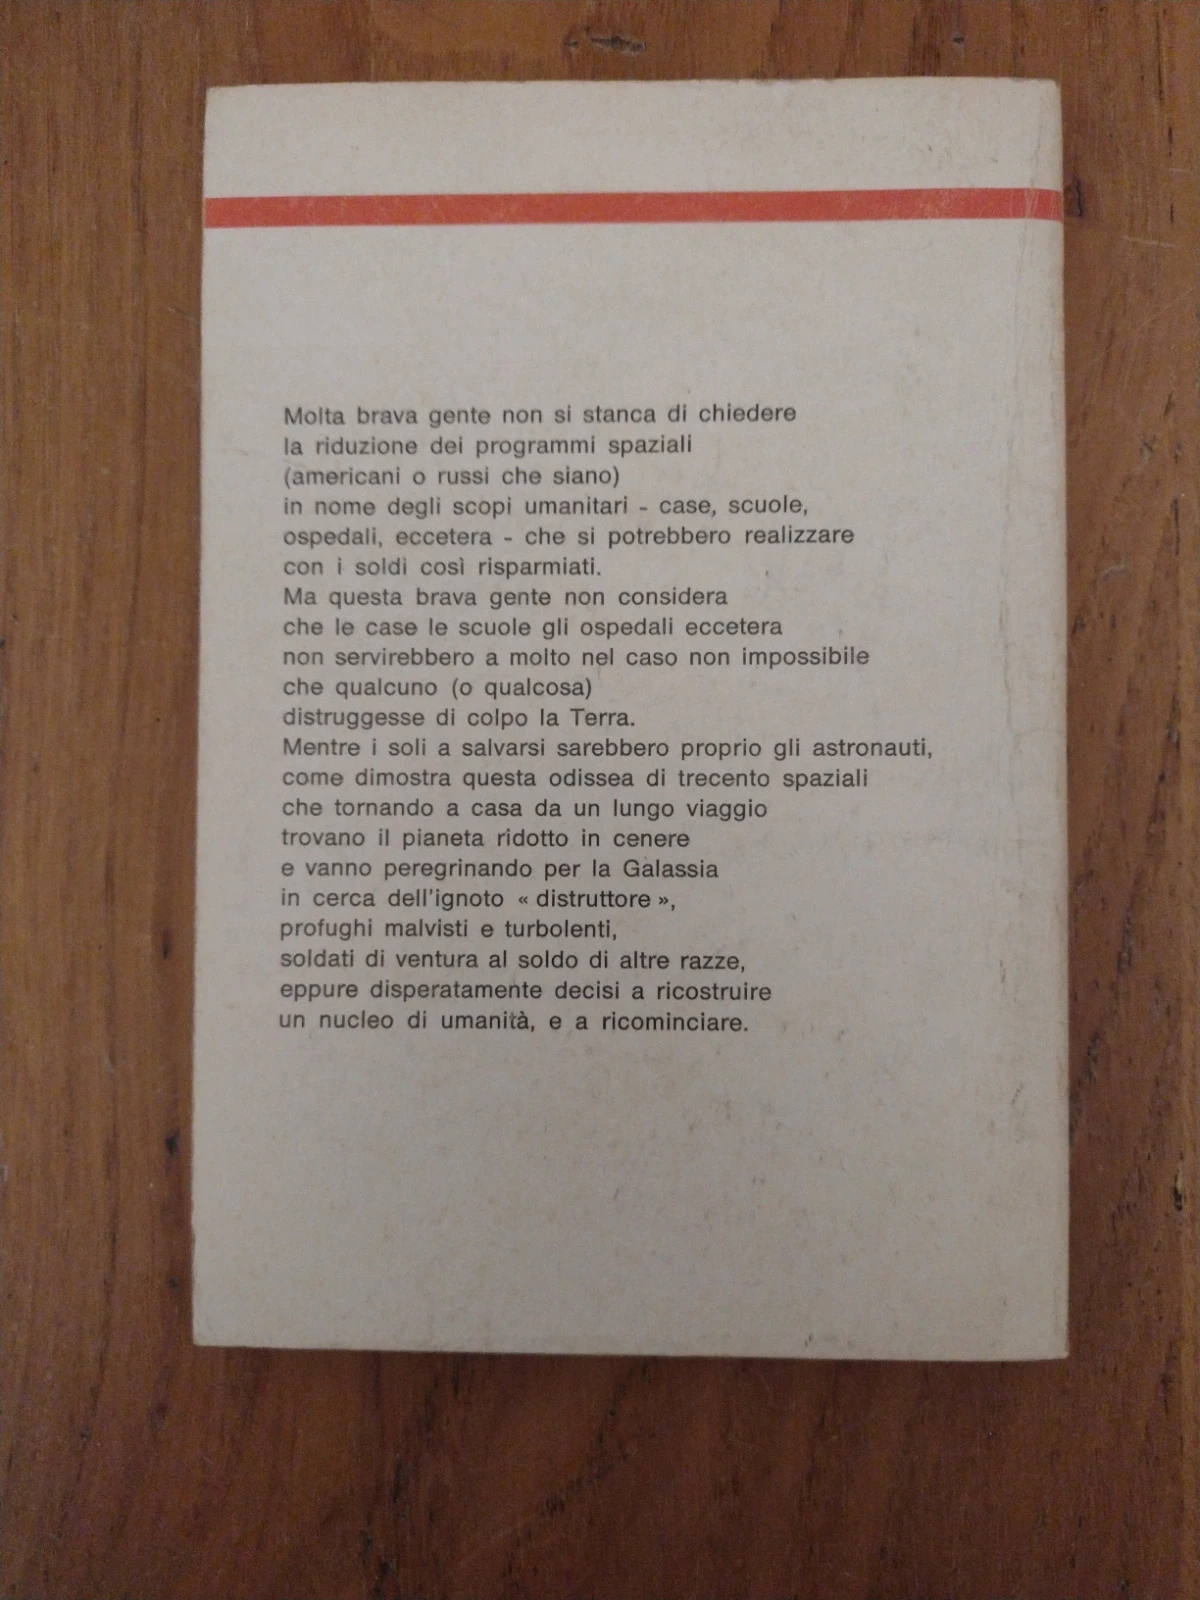 Molta brava gente non si stanca di chiedere
la riduzione dei programmi spaziali
(americani o russi che siano)
in nome degli scopi umanitari - case, scuole,
ospedali, eccetera - che si potrebbero realizzare
con i soldi così risparmiati.
Ma questa brava gente non considera
che le case le scuole gli ospedali eccetera
non servirebbero a molto nel caso non impossibile
che qualcuno (o qualcosa)
distruggesse di colpo la Terra.
Mentre i soli a salvarsi sarebbero proprio gli astronauti,
come dimostra questa odissea di trecento spaziali
che tornando a casa da un lungo viaggio
trovano il pianeta ridotto in cenere
e vanno peregrinando per la Galassia
in cerca dell'ignoto « distruttore »,
profughi malvisti e turbolenti,
soldati di ventura al soldo di altre razze,
eppure disperatamente decisi a ricostruire
un nucleo di umanità, e a ricominciare.